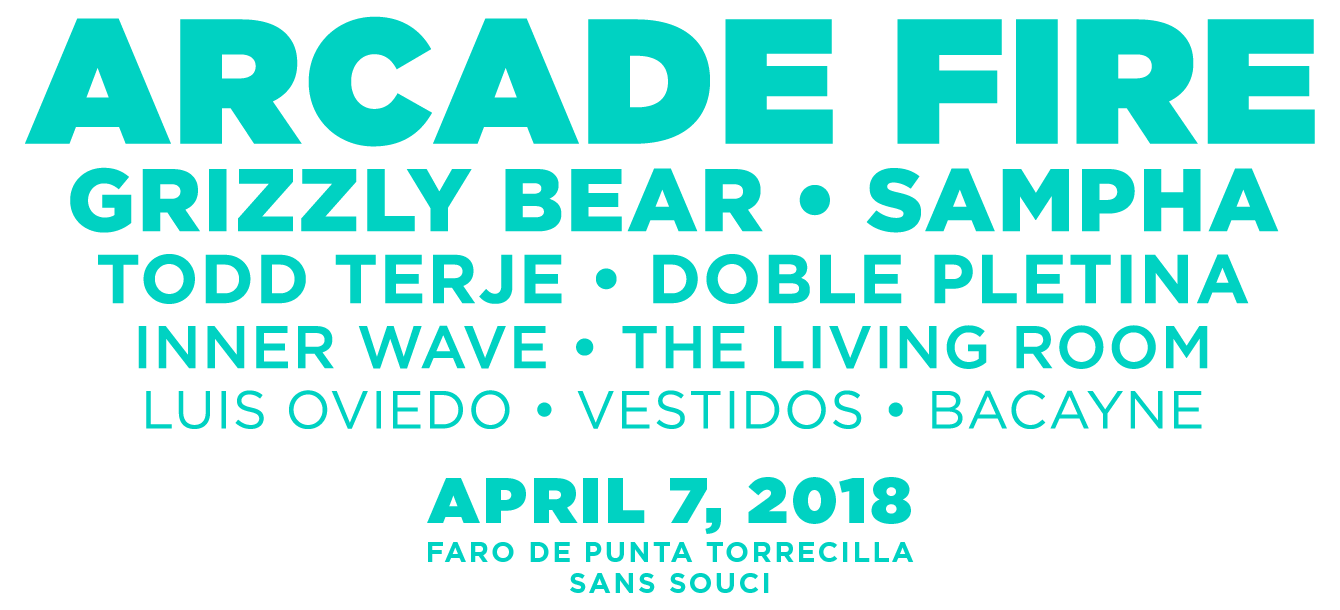 ARCADE FIRE
GRIZZLY BEAR • SAMPHA
TODD TERJE • DOBLE PLETINA
INNER WAVE • THE LIVING ROOM
LUIS OVIEDO • VESTIDOS • BACAYNE
APRIL 7, 2018
FARO DE PUNTA TORRECILLA
SANS SOUCI